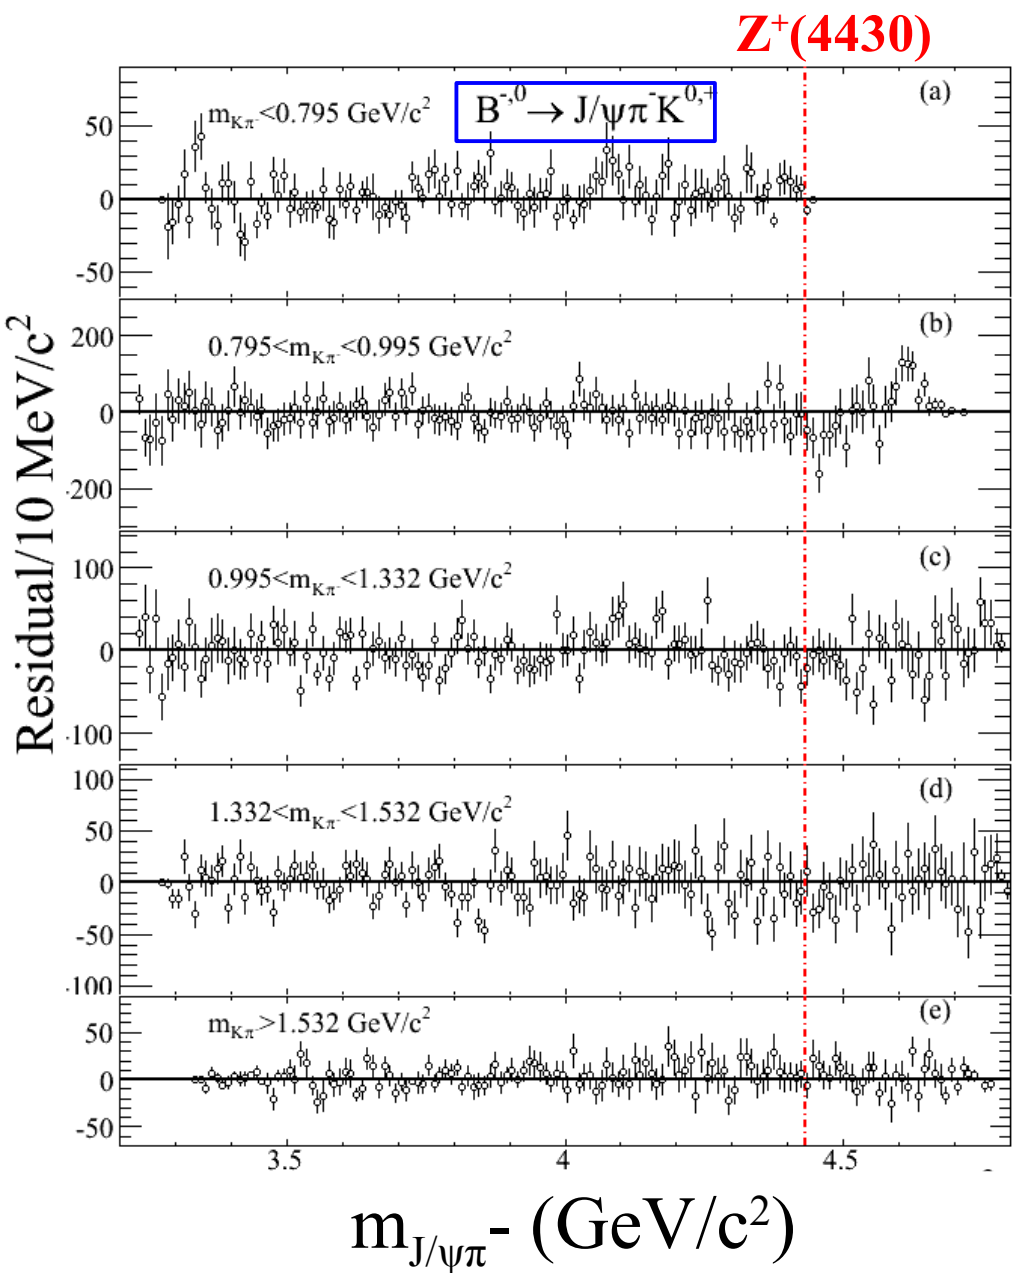 Z⁺(4430)
(a)
m_Kπ⁻<0.795 GeV/c²
B⁻,⁰ → J/ψπ⁻K⁰,⁺
50
0
-50
(b)
0.795<m_Kπ⁻<0.995 GeV/c²
200
0
-200
(c)
0.995<m_Kπ⁻<1.332 GeV/c²
100
0
-100
(d)
1.332<m_Kπ⁻<1.532 GeV/c²
100
50
0
-50
-100
(e)
m_Kπ⁻>1.532 GeV/c²
50
0
-50
3.5 4 4.5
Residual/10 MeV/c²
m_J/ψπ- (GeV/c²)